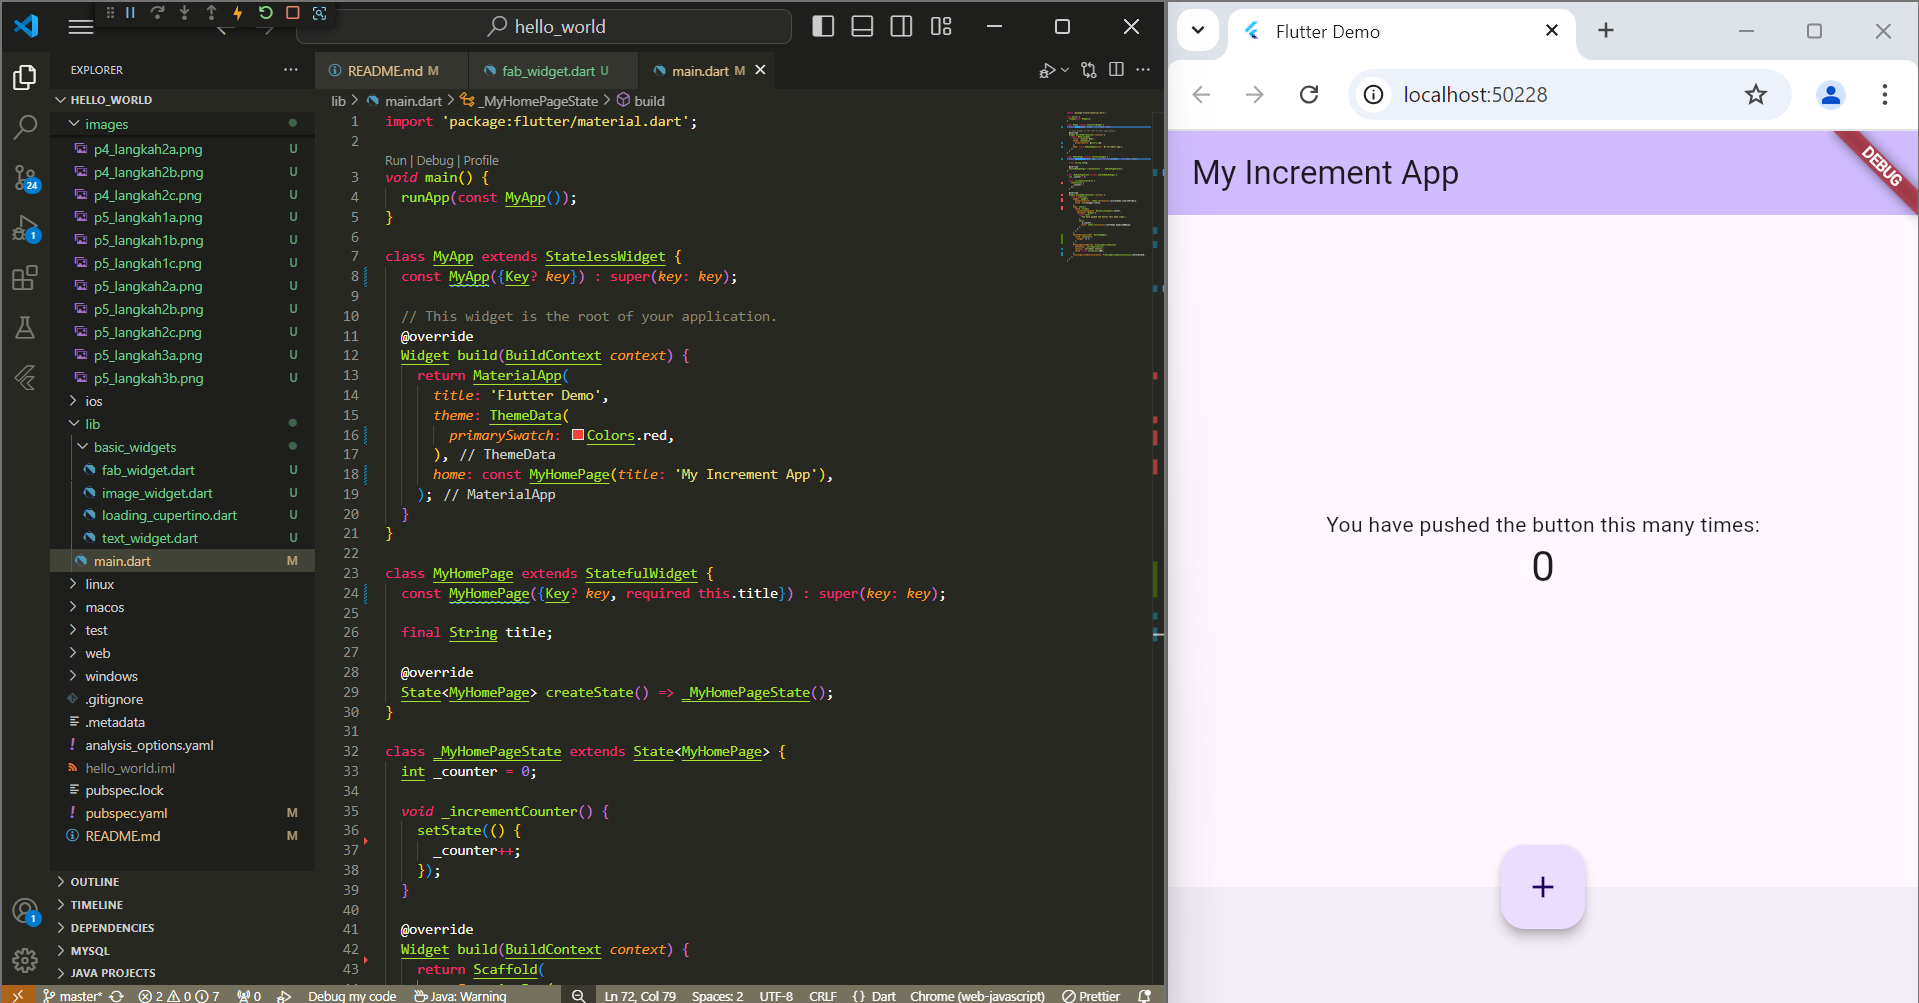 hello_world
EXPLORER
HELLO_WORLD
images
p4_langkah2a.png U
p4_langkah2b.png U
p4_langkah2c.png U
p5_langkah1a.png U
p5_langkah1b.png U
p5_langkah1c.png U
p5_langkah2a.png U
p5_langkah2b.png U
p5_langkah2c.png U
p5_langkah3a.png U
p5_langkah3b.png U
ios
lib
basic_widgets
fab_widget.dart U
image_widget.dart U
loading_cupertino.dart U
text_widget.dart U
main.dart M
linux
macos
test
web
windows
.gitignore
.metadata
analysis_options.yaml
hello_world.iml
pubspec.lock
pubspec.yaml M
README.md M
OUTLINE
TIMELINE
DEPENDENCIES
MYSQL
JAVA PROJECTS
24
1
1
README.md M fab_widget.dart U main.dart M
lib > main.dart > _MyHomePageState > build
1 import 'package:flutter/material.dart';
2
Run | Debug | Profile
3 void main() {
4 runApp(const MyApp());
5 }
6
7 class MyApp extends StatelessWidget {
8 const MyApp({Key? key}) : super(key: key);
9
10 // This widget is the root of your application.
11 @override
12 Widget build(BuildContext context) {
13 return MaterialApp(
14 title: 'Flutter Demo',
15 theme: ThemeData(
16 primarySwatch: Colors.red,
17 ), // ThemeData
18 home: const MyHomePage(title: 'My Increment App'),
19 ); // MaterialApp
20 }
21 }
22
23 class MyHomePage extends StatefulWidget {
24 const MyHomePage({Key? key, required this.title}) : super(key: key);
25
26 final String title;
27
28 @override
29 State<MyHomePage> createState() => _MyHomePageState();
30 }
31
32 class _MyHomePageState extends State<MyHomePage> {
33 int _counter = 0;
34
35 void _incrementCounter() {
36 setState(() {
37 _counter++;
38 });
39 }
40
41 @override
42 Widget build(BuildContext context) {
43 return Scaffold(
master* 2 0 7 0 Debug my code Java: Warning Ln 72, Col 79 Spaces: 2 UTF-8 CRLF {} Dart Chrome (web-javascript) Prettier
Flutter Demo
localhost:50228
My Increment App
DEBUG
You have pushed the button this many times:
0
+